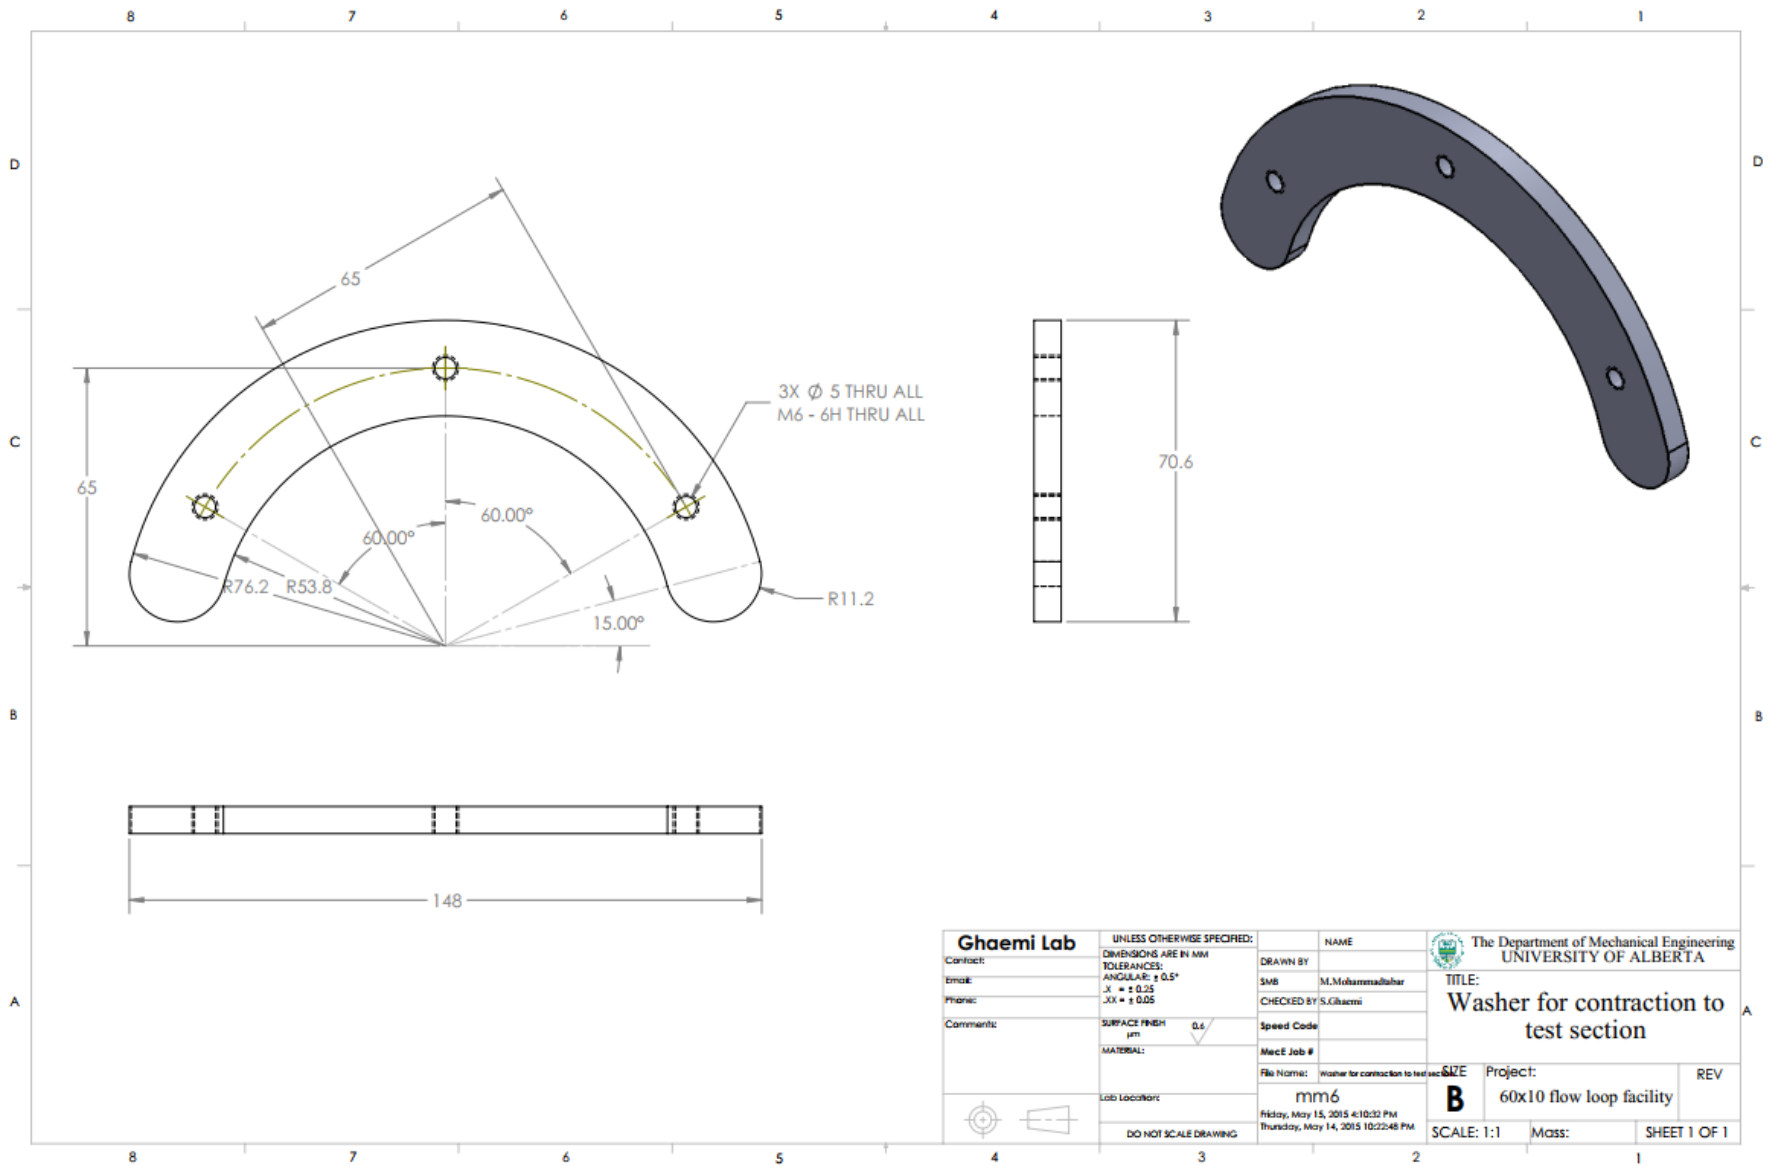 8 7 6 5 4 3 2 1
D D
65
65
3X Ø 5 THRU ALL
M6 - 6H THRU ALL
C C
70.6
60.00°
60.00°
R76.2 R53.8
R11.2
15.00°
B B
148
A A
Ghaemi Lab
Contact:
Email:
Phone:
Comments:
UNLESS OTHERWISE SPECIFIED:
DIMENSIONS ARE IN MM
TOLERANCES:
ANGULAR: ± 0.5°
.X = ± 0.25
.XX = ± 0.05
SURFACE FINISH 0.6
µm
MATERIAL:
Lab Location:
DO NOT SCALE DRAWING
NAME
DRAWN BY
SMB M.Mohammadtabar
CHECKED BY S.Ghaemi
Speed Code
MecE Job #
File Name: Washer for contraction to test section
mm6
Friday, May 15, 2015 4:10:32 PM
Thursday, May 14, 2015 10:22:48 PM
The Department of Mechanical Engineering
UNIVERSITY OF ALBERTA
TITLE:
Washer for contraction to
test section
SIZE
B
Project:
60x10 flow loop facility
REV
SCALE: 1:1 Mass: SHEET 1 OF 1
8 7 6 5 4 3 2 1